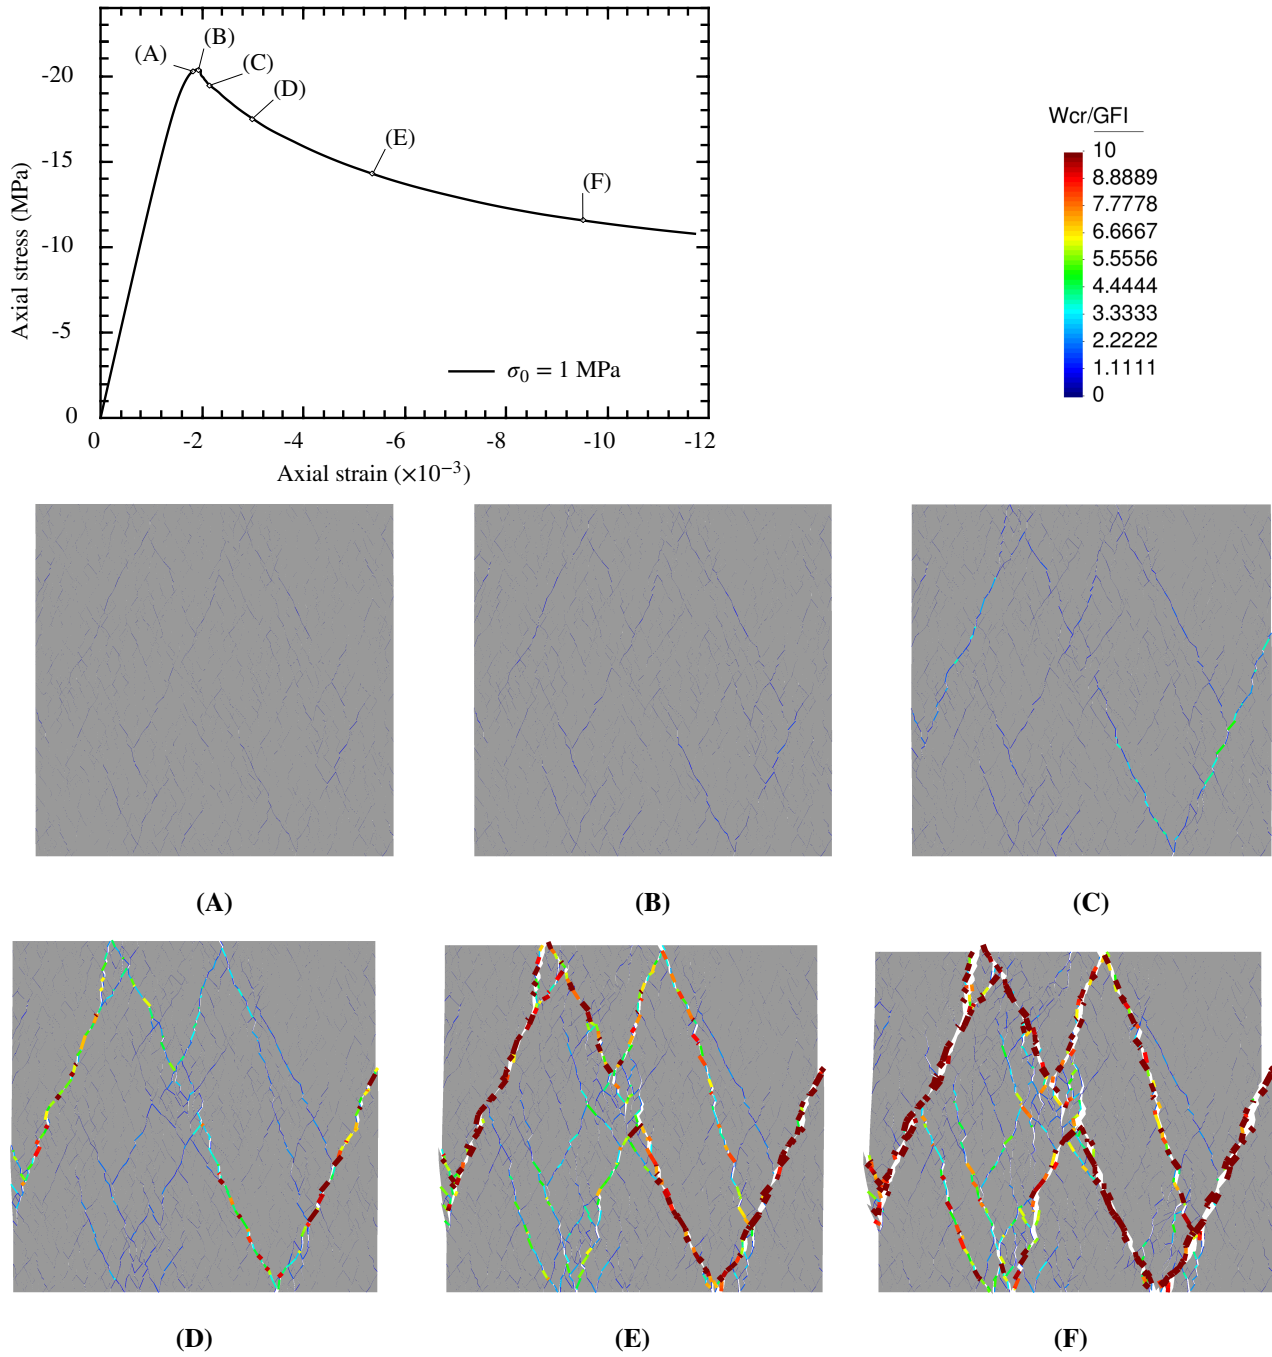 (A)
(B)
(C)
(D)
(E)
(F)
-20
-15
-10
-5
0
0
-2
-4
-6
-8
-10
-12
Axial stress (MPa)
Axial strain (×10⁻³)
σ₀ = 1 MPa
Wcr/GFI
10
8.8889
7.7778
6.6667
5.5556
4.4444
3.3333
2.2222
1.1111
0
(A)
(B)
(C)
(D)
(E)
(F)